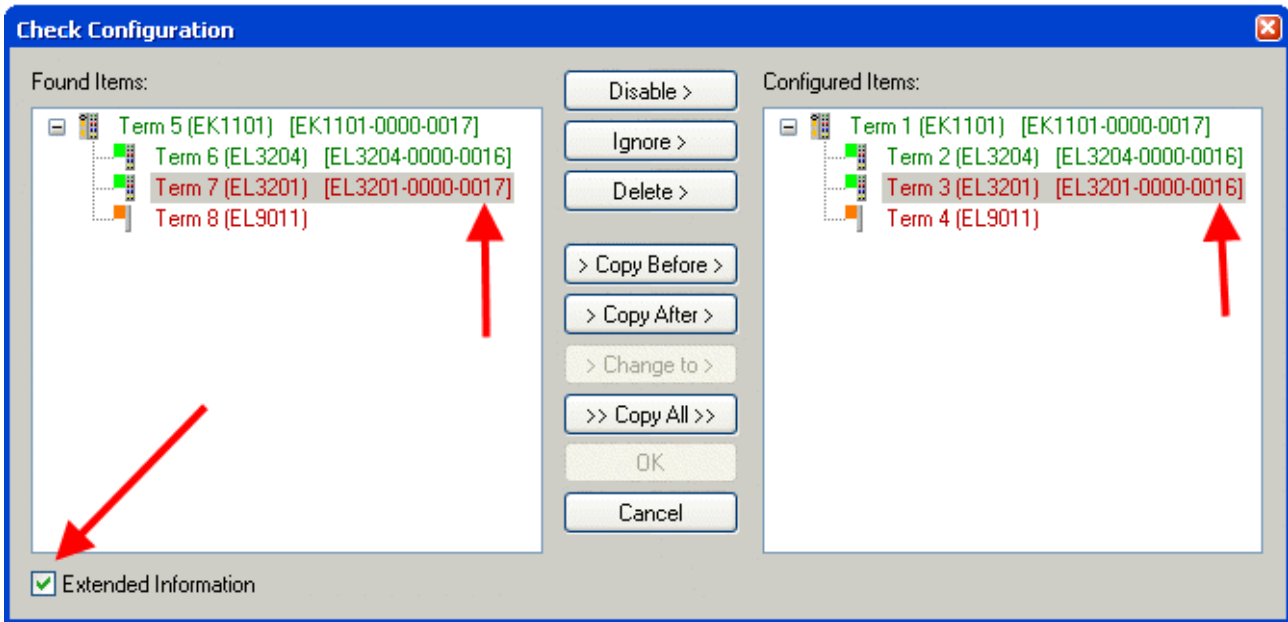 Check Configuration
Found Items:
Term 5 (EK1101) [EK1101-0000-0017]
Term 6 (EL3204) [EL3204-0000-0016]
Term 7 (EL3201) [EL3201-0000-0017]
Term 8 (EL9011)
Disable >
Ignore >
Delete >
> Copy Before >
> Copy After >
> Change to >
>> Copy All >>
OK
Cancel
Configured Items:
Term 1 (EK1101) [EK1101-0000-0017]
Term 2 (EL3204) [EL3204-0000-0016]
Term 3 (EL3201) [EL3201-0000-0016]
Term 4 (EL9011)
Extended Information